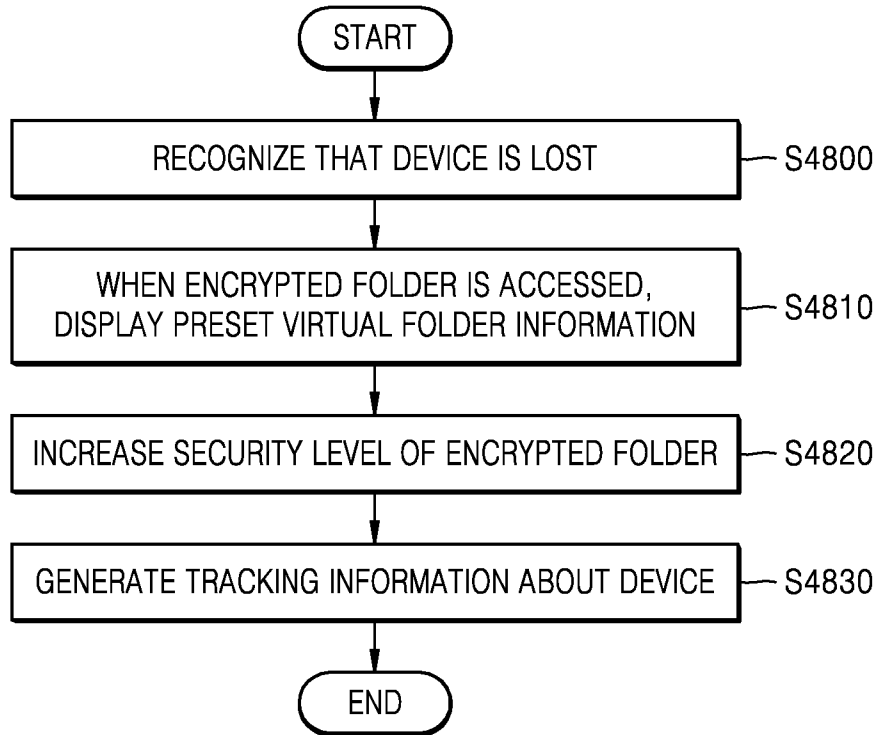 START
RECOGNIZE THAT DEVICE IS LOST
S4800
WHEN ENCRYPTED FOLDER IS ACCESSED,
DISPLAY PRESET VIRTUAL FOLDER INFORMATION
S4810
INCREASE SECURITY LEVEL OF ENCRYPTED FOLDER
S4820
GENERATE TRACKING INFORMATION ABOUT DEVICE
S4830
END